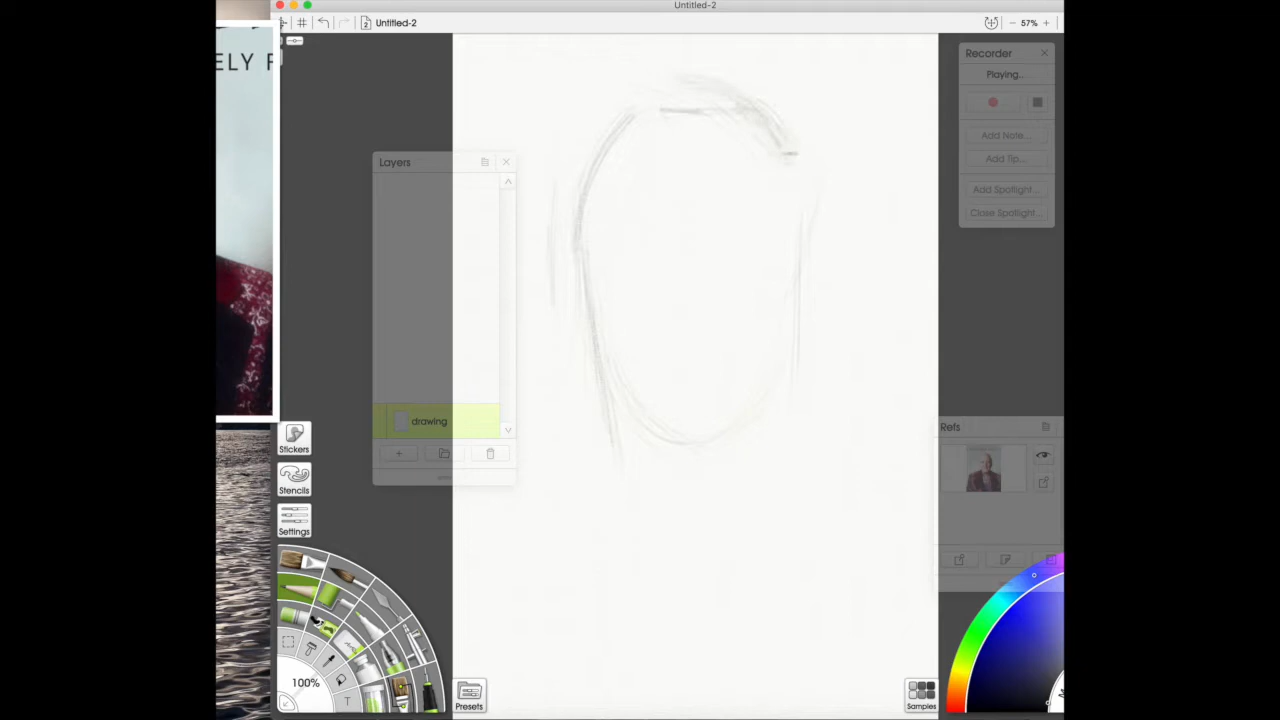 Untitled-2
2 Untitled-2
57%
ELY F
Recorder
Playing...
Add Note...
Add Tip...
Add Spotlight...
Close Spotlight...
Layers
drawing
Refs
Stickers
Stencils
Settings
100%
T
Presets
Samples